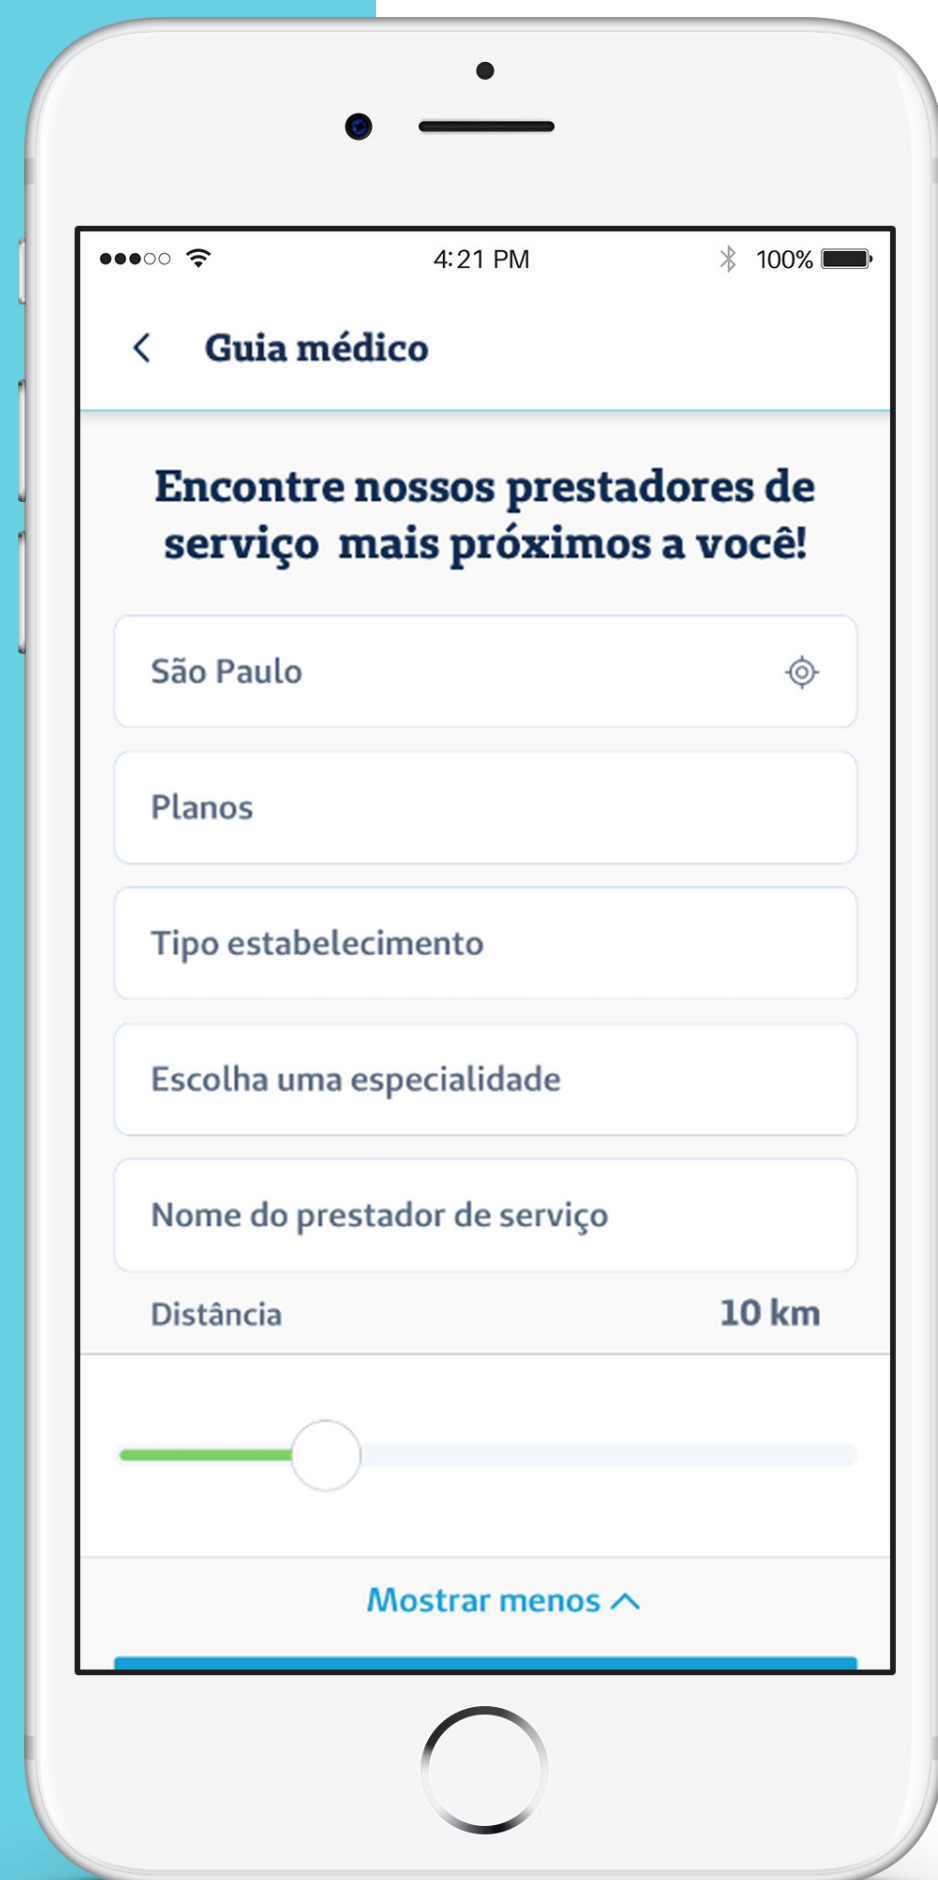 4:21 PM
100%
Guia médico
Encontre nossos prestadores de
serviço mais próximos a você!
São Paulo
Planos
Tipo estabelecimento
Escolha uma especialidade
Nome do prestador de serviço
Distância 10 km
Mostrar menos